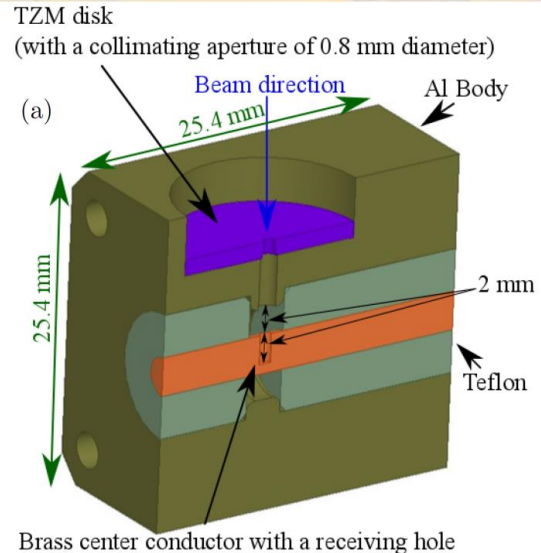 TZM disk
(with a collimating aperture of 0.8 mm diameter)
Beam direction
Al Body
(a)
25.4 mm
25.4 mm
2 mm
Teflon
Brass center conductor with a receiving hole